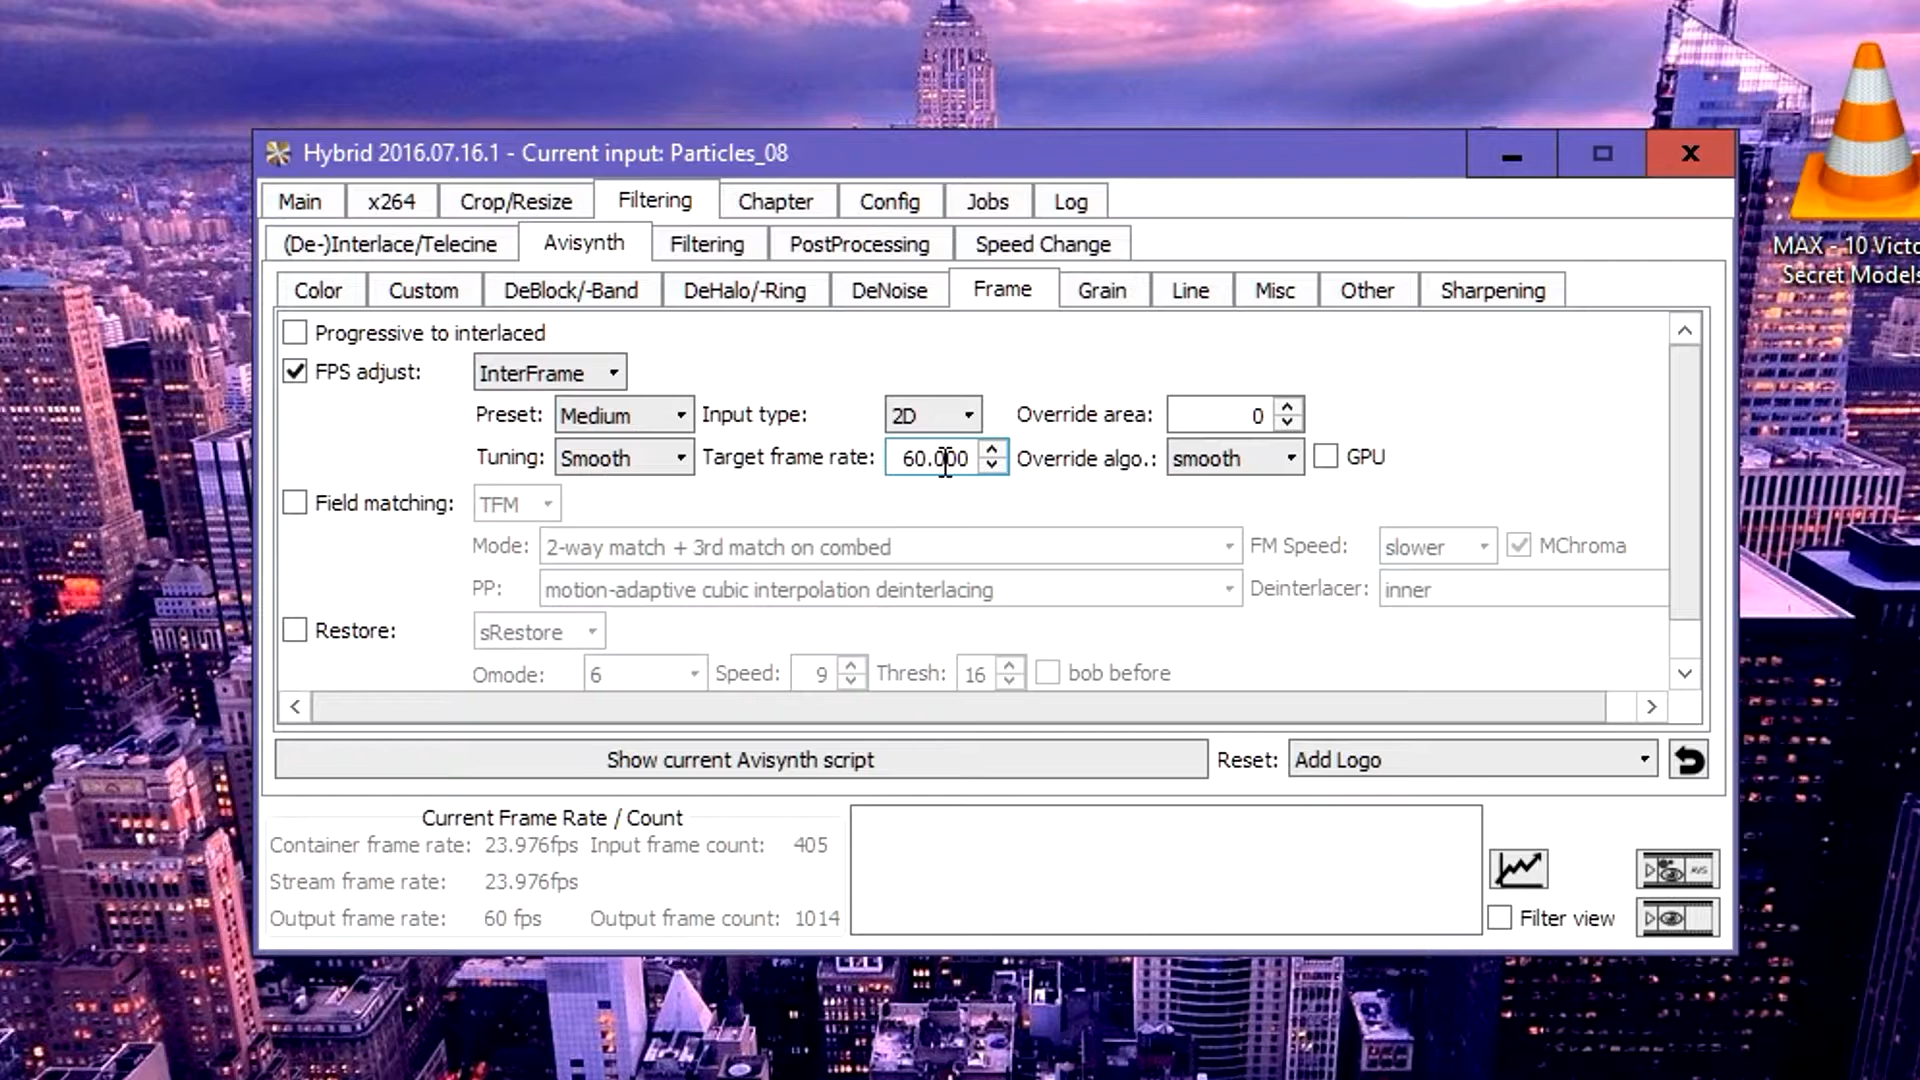 Hybrid 2016.07.16.1 - Current input: Particles_08
Main x264 Crop/Resize Filtering Chapter Config Jobs Log
(De-)Interlace/Telecine Avisynth Filtering PostProcessing Speed Change
Color Custom DeBlock/-Band DeHalo/-Ring DeNoise Frame Grain Line Misc Other Sharpening
Progressive to interlaced
FPS adjust: InterFrame
Preset: Medium Input type: 2D Override area: 0
Tuning: Smooth Target frame rate: 60.000 Override algo.: smooth GPU
Field matching: TFM
Mode: 2-way match + 3rd match on combed FM Speed: slower MChroma
PP: motion-adaptive cubic interpolation deinterlacing Deinterlacer: inner
Restore: sRestore
Omode: 6 Speed: 9 Thresh: 16 bob before
Show current Avisynth script Reset: Add Logo
Current Frame Rate / Count
Container frame rate: 23.976fps Input frame count: 405
Stream frame rate: 23.976fps
Output frame rate: 60 fps Output frame count: 1014
AVS
Filter view
MAX - 10 Victo
Secret Models